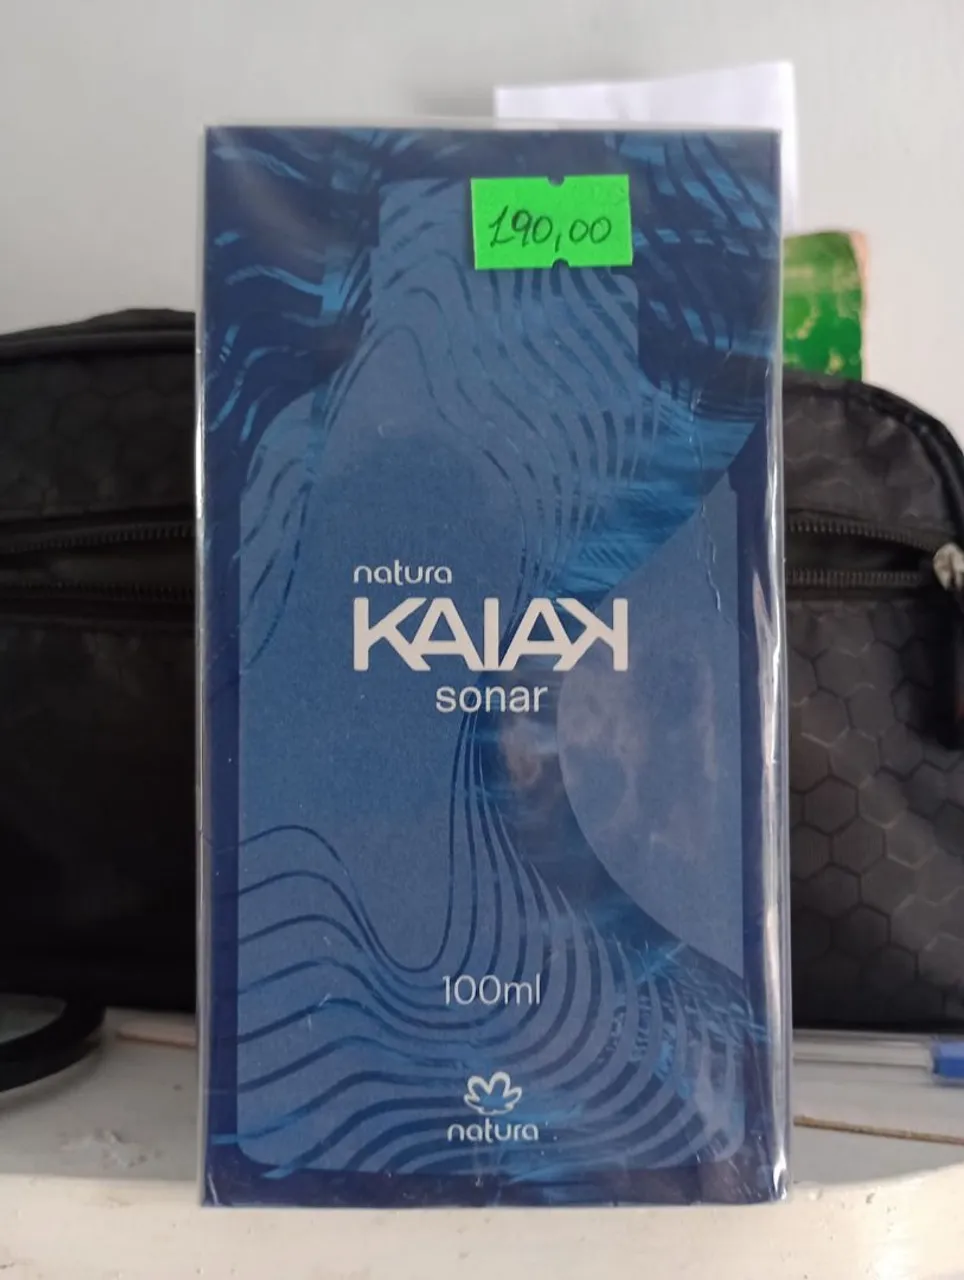 190,00
natura
KAIAK
sonar
100ml
natura